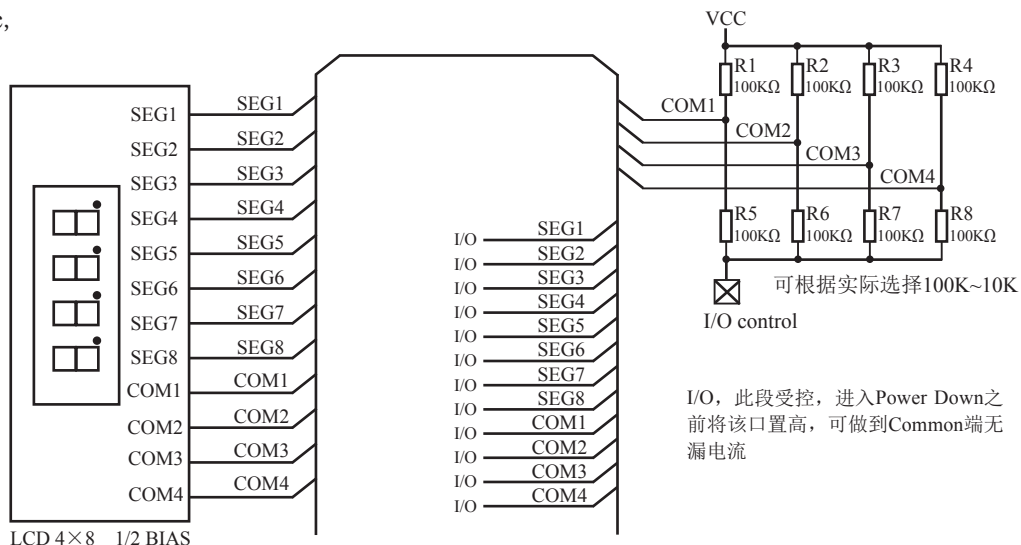 c,
VCC
R1
100KΩ
R2
100KΩ
R3
100KΩ
R4
100KΩ
COM1
COM2
COM3
COM4
R5
100KΩ
R6
100KΩ
R7
100KΩ
R8
100KΩ
可根据实际选择100K~10K
I/O control
I/O，此段受控，进入Power Down之
前将该口置高，可做到Common端无
漏电流
SEG1 SEG1
SEG2 SEG2
SEG3 SEG3
SEG4 SEG4
SEG5 SEG5
SEG6 SEG6
SEG7 SEG7
SEG8 SEG8
COM1 COM1
COM2 COM2
COM3 COM3
COM4 COM4
I/O SEG1
I/O SEG2
I/O SEG3
I/O SEG4
I/O SEG5
I/O SEG6
I/O SEG7
I/O SEG8
I/O COM1
I/O COM2
I/O COM3
I/O COM4
LCD 4×8 1/2 BIAS